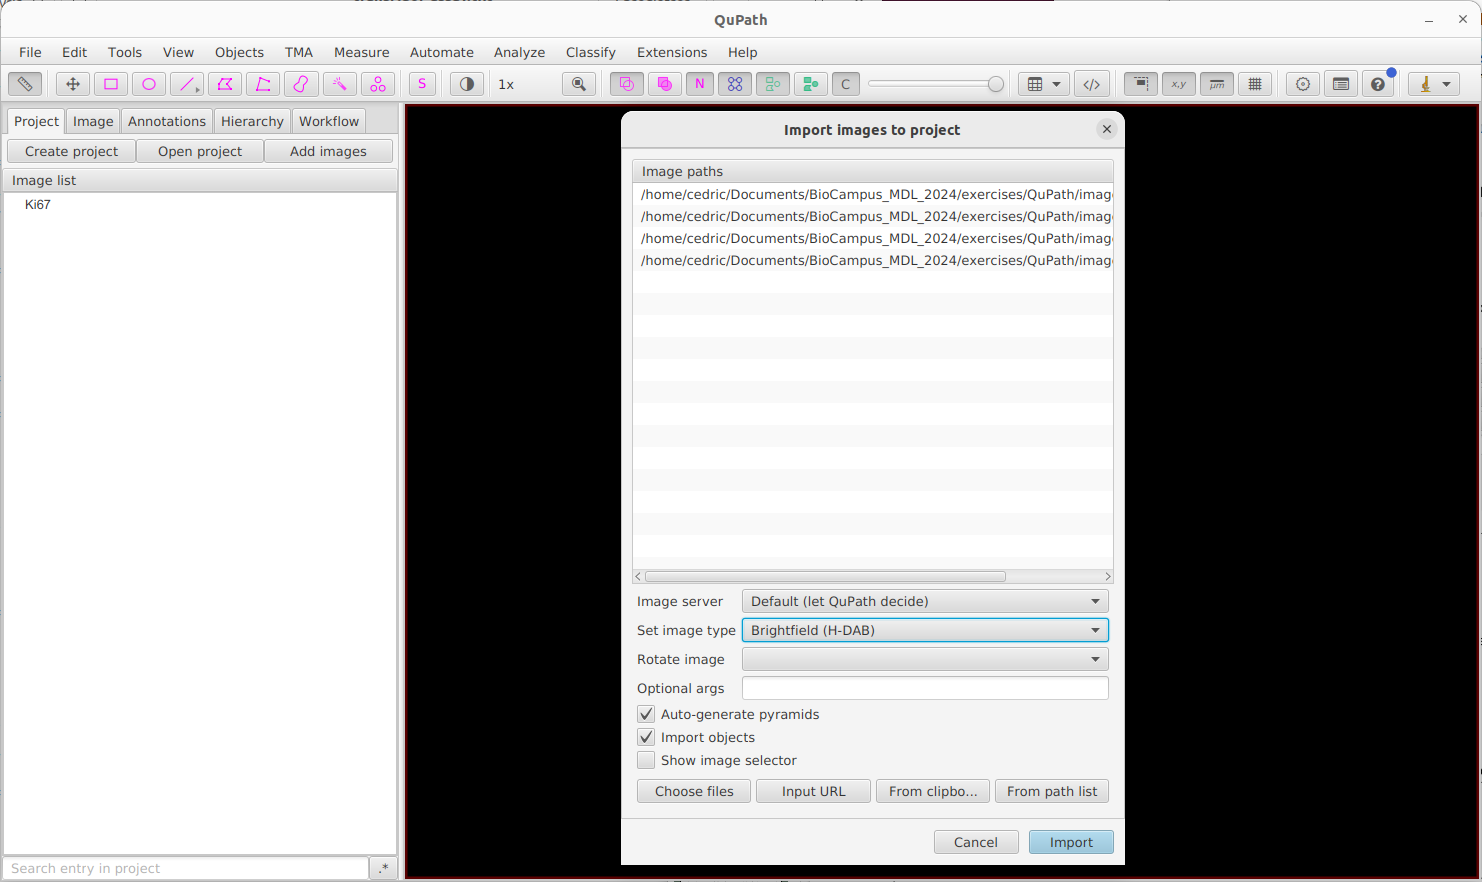 QuPath
File Edit Tools View Objects TMA Measure Automate Analyze Classify Extensions Help
S 1x N C </> x,y μm ?
Project Image Annotations Hierarchy Workflow
Create project Open project Add images
Image list
Ki67
Search entry in project .*
Import images to project
Image paths
/home/cedric/Documents/BioCampus_MDL_2024/exercises/QuPath/imag
/home/cedric/Documents/BioCampus_MDL_2024/exercises/QuPath/imag
/home/cedric/Documents/BioCampus_MDL_2024/exercises/QuPath/imag
/home/cedric/Documents/BioCampus_MDL_2024/exercises/QuPath/imag
Image server Default (let QuPath decide)
Set image type Brightfield (H-DAB)
Rotate image
Optional args
Auto-generate pyramids
Import objects
Show image selector
Choose files Input URL From clipbo... From path list
Cancel Import